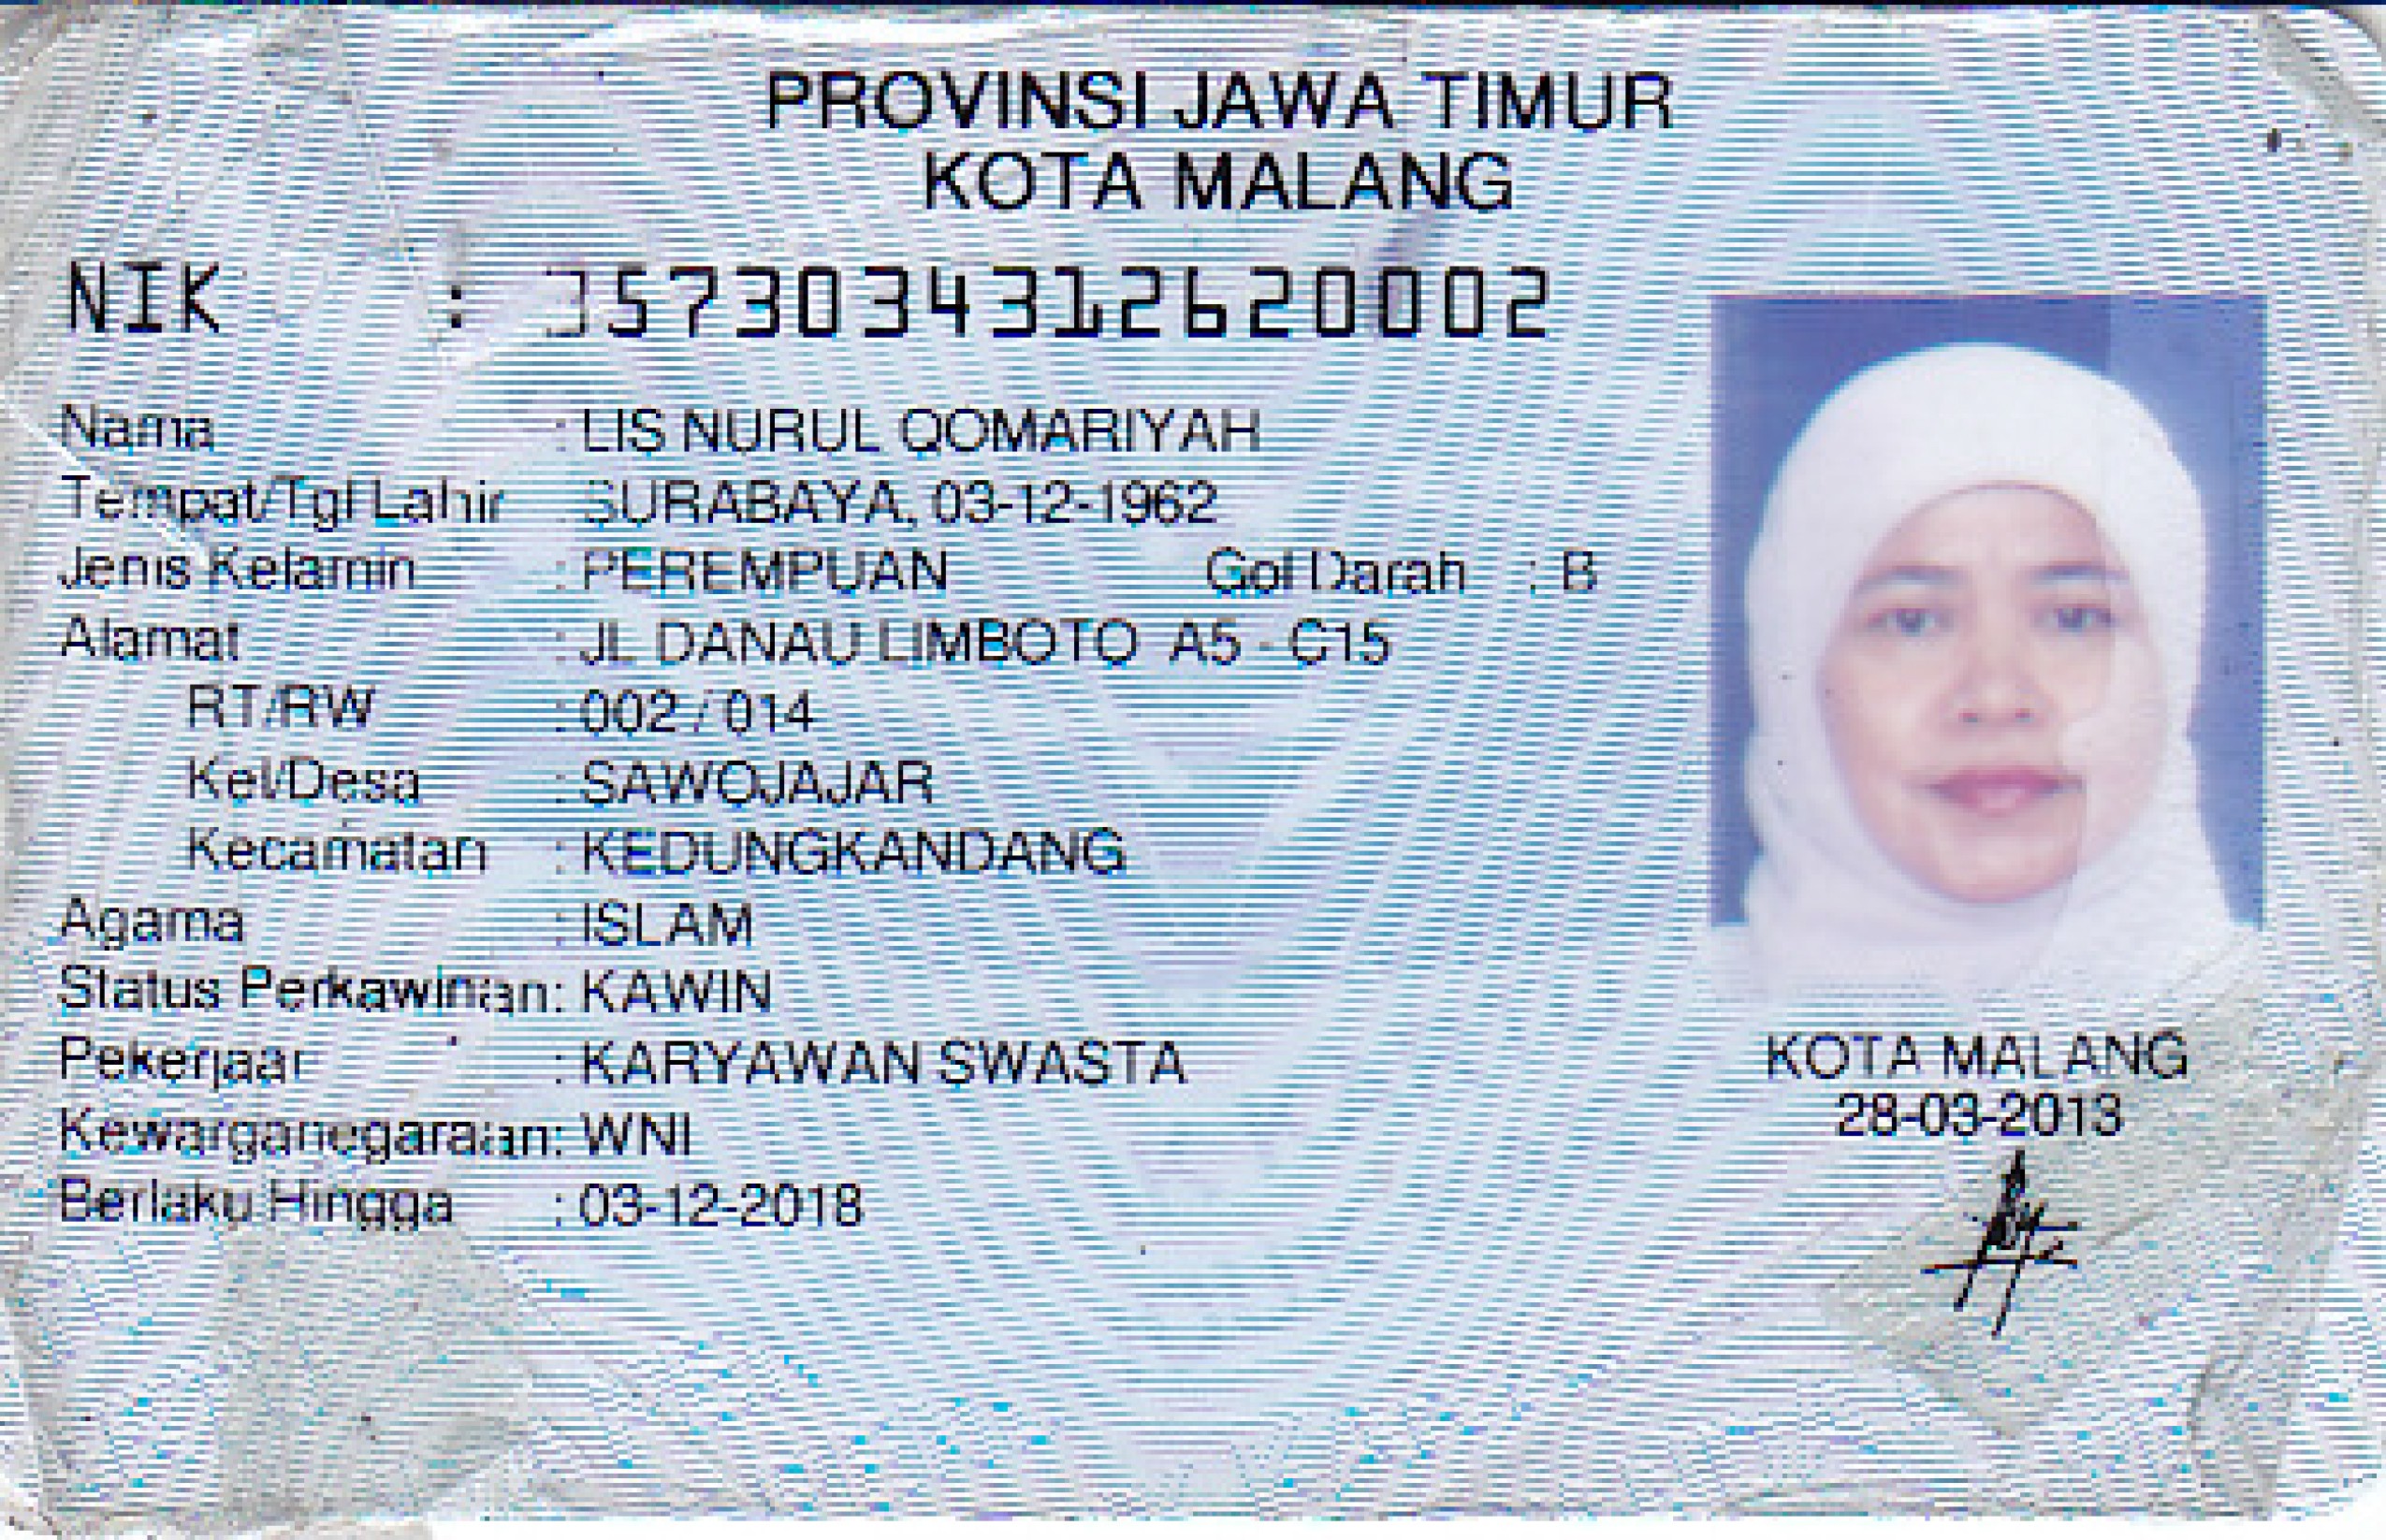 PROVINSI JAWA TIMUR
KOTA MALANG
NIK : 3573034312620002
Nama : LIS NURUL QOMARIYAH
Tempat/Tgl Lahir : SURABAYA, 03-12-1962
Jenis Kelamin : PEREMPUAN Gol Darah : B
Alamat : JL DANAU LIMBOTO A5 - C15
RT/RW : 002 / 014
Kel/Desa : SAWOJAJAR
Kecamatan : KEDUNGKANDANG
Agama : ISLAM
Status Perkawinan: KAWIN
Pekerjaan : KARYAWAN SWASTA
Kewarganegaraan: WNI
Berlaku Hingga : 03-12-2018
KOTA MALANG
28-03-2013